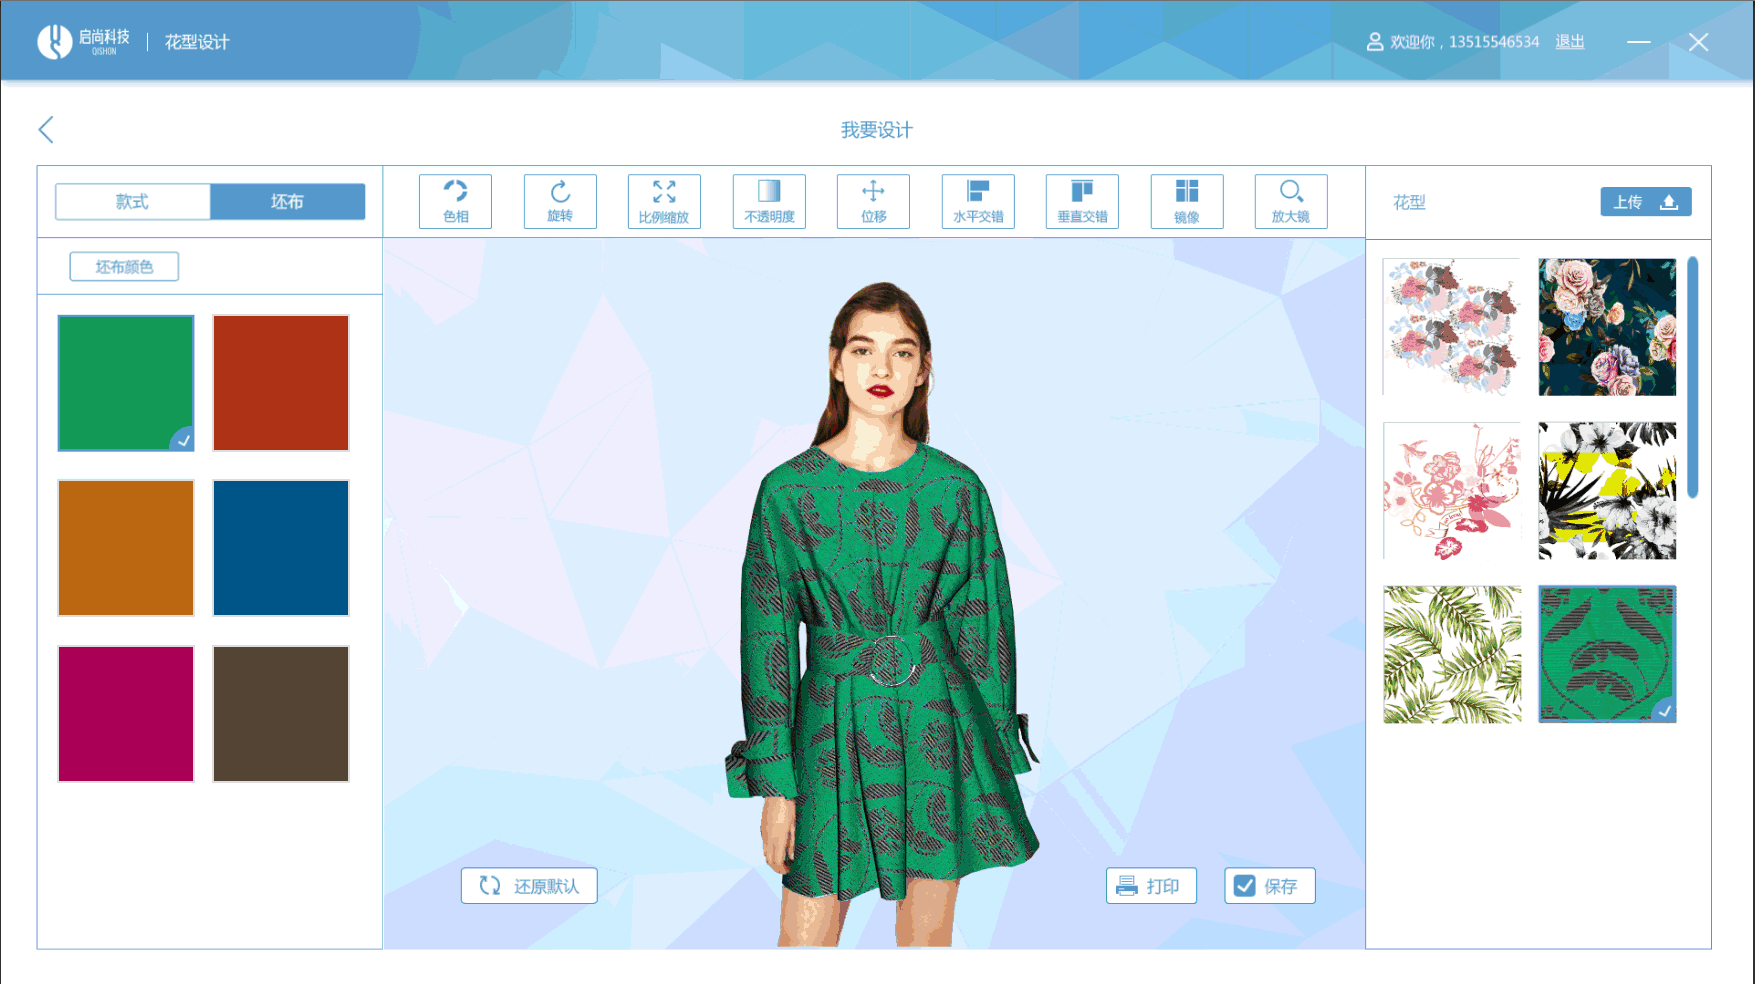 启尚科技
QISHON
花型设计
欢迎你，13515546534 退出
我要设计
款式 坯布
色相 旋转 比例缩放 不透明度 位移 水平交错 垂直交错 镜像 放大镜
花型 上传
坯布颜色
还原默认 打印 保存